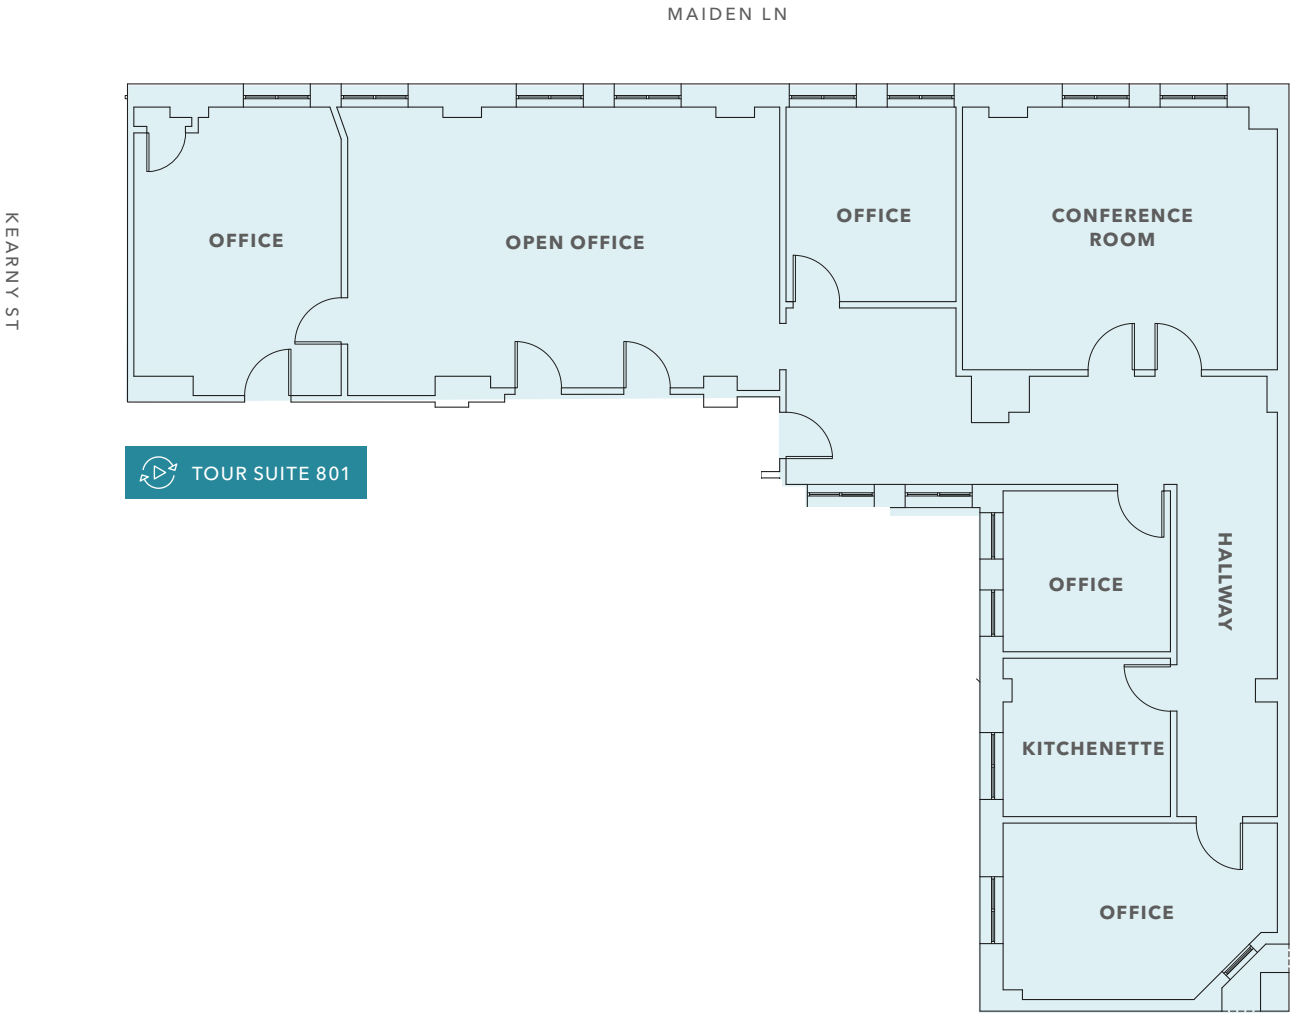 MAIDEN LN
KEARNY ST
OFFICE
OPEN OFFICE
OFFICE
CONFERENCE
ROOM
TOUR SUITE 801
OFFICE
HALLWAY
KITCHENETTE
OFFICE